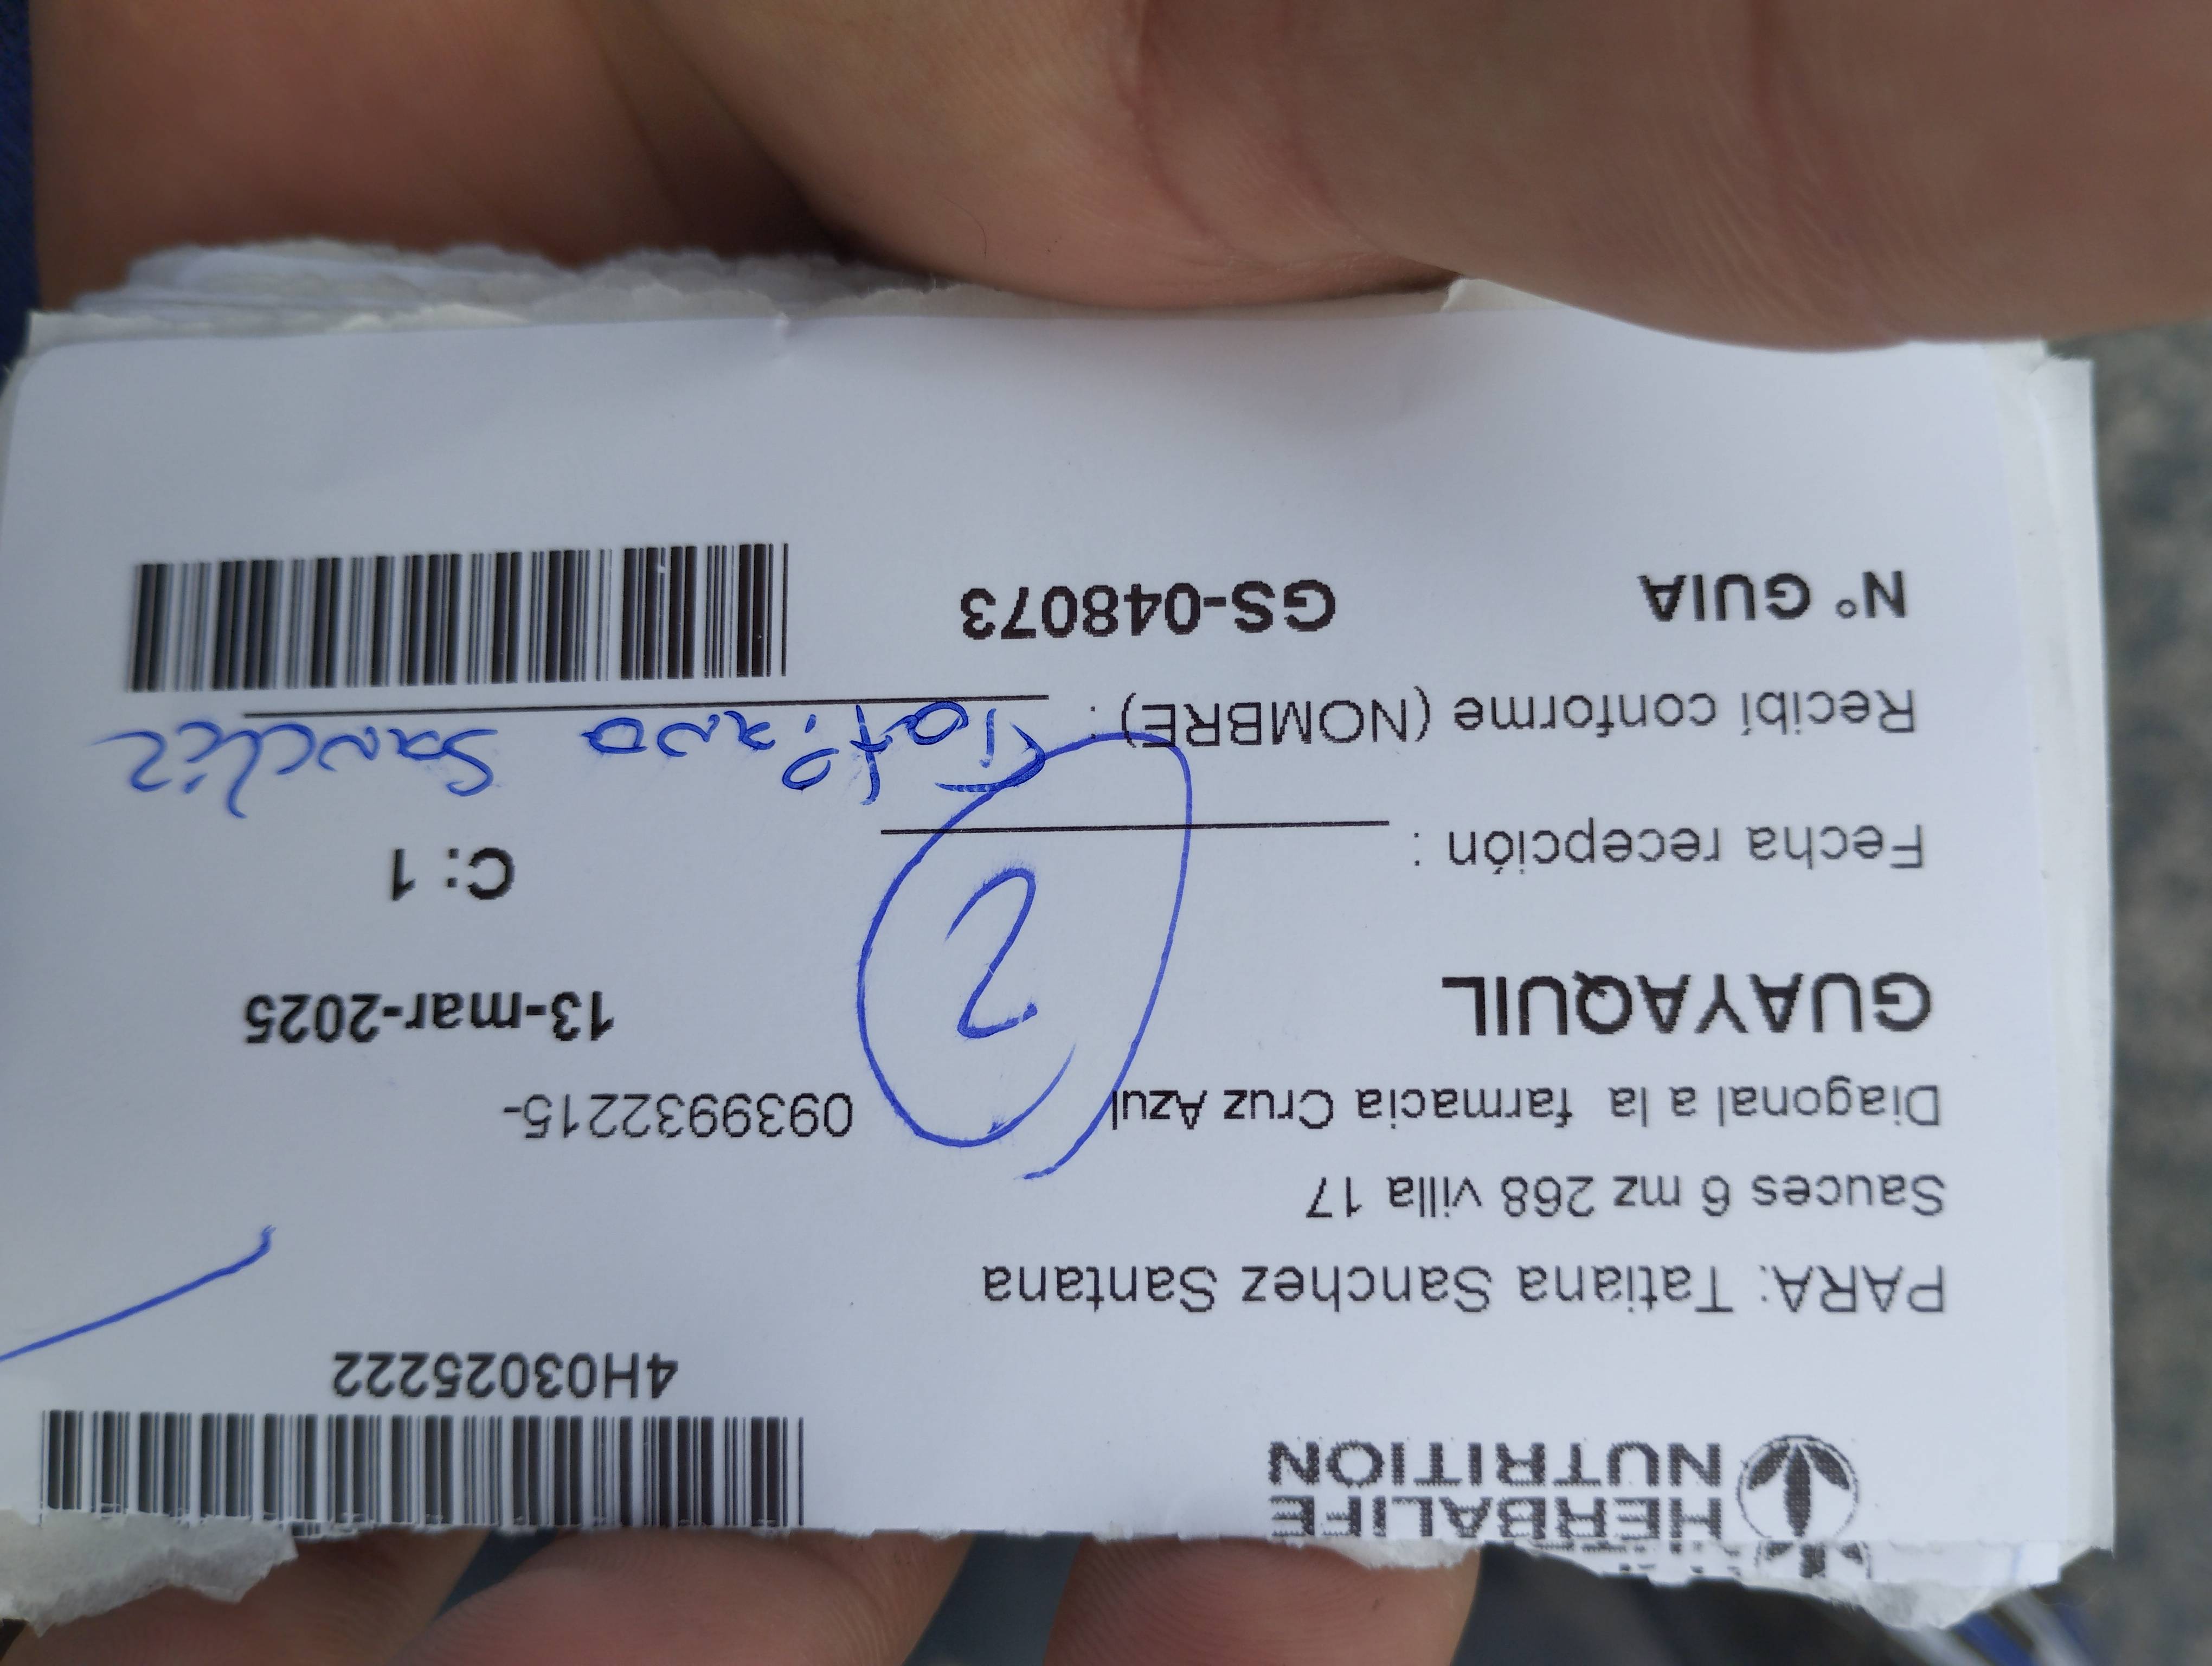 HERBALIFE
NUTRITION
4H03025222
PARA: Tatiana Sanchez Santana
Sauces 6 mz 268 villa 17
Diagonal a la farmacia Cruz Azul
0939932215-
GUAYAQUIL
13-mar-2025
2
Fecha recepción :
C: 1
Recibí conforme (NOMBRE) : Tatiana
N° GUIA GS-048073